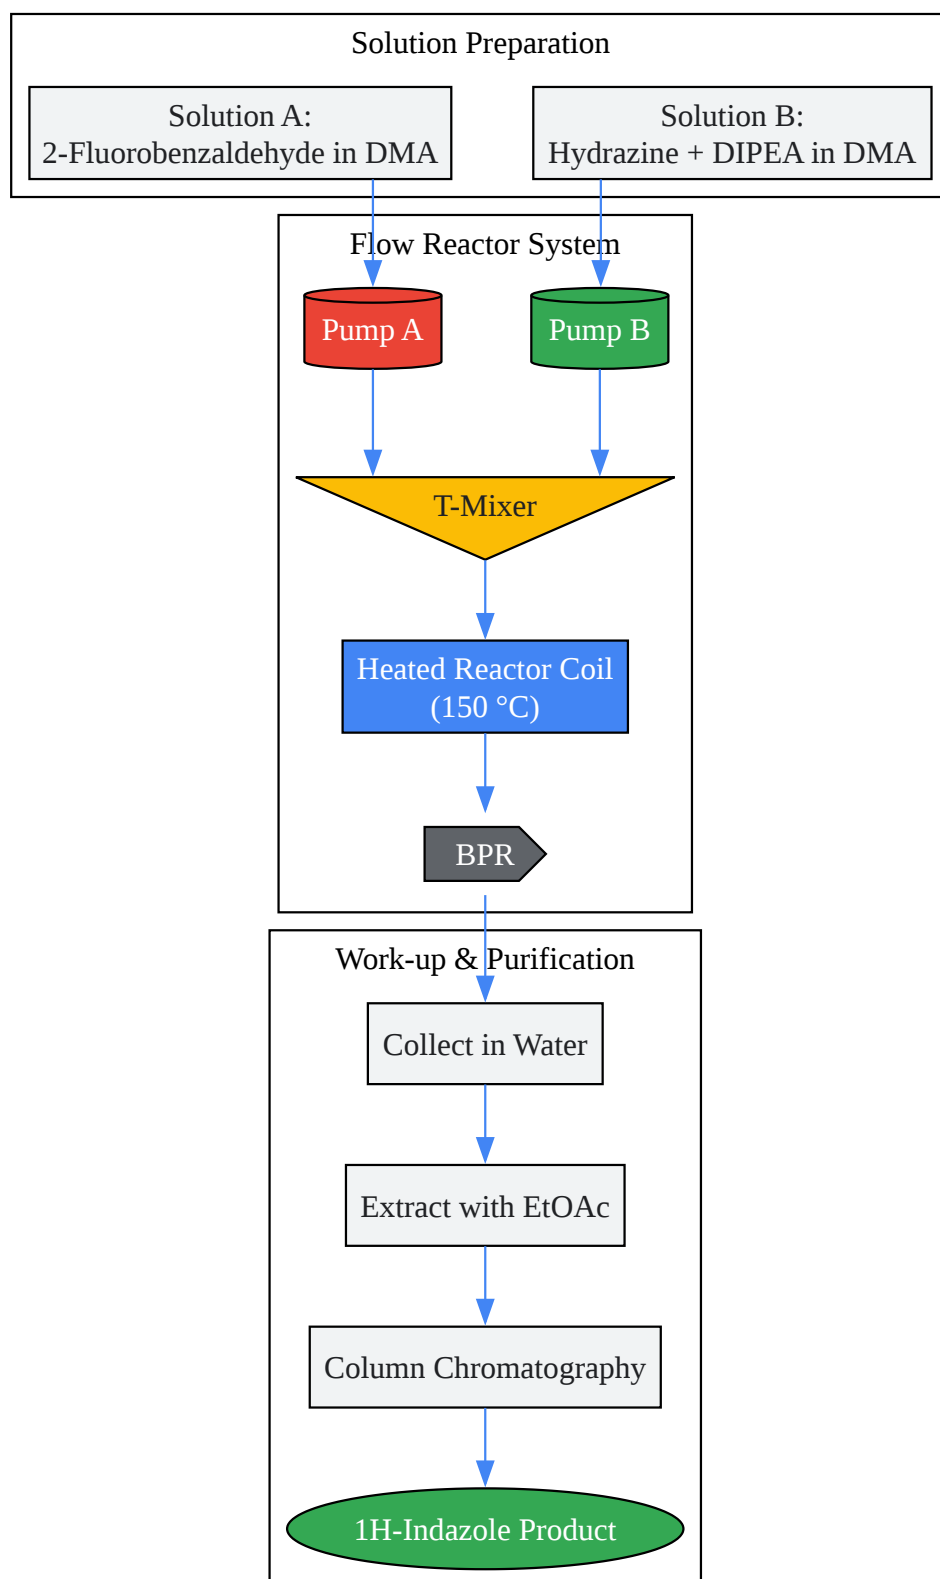 Solution Preparation
Solution A:
2-Fluorobenzaldehyde in DMA
Solution B:
Hydrazine + DIPEA in DMA
Flow Reactor System
Pump A
Pump B
T-Mixer
Heated Reactor Coil
(150 °C)
BPR
Work-up & Purification
Collect in Water
Extract with EtOAc
Column Chromatography
1H-Indazole Product